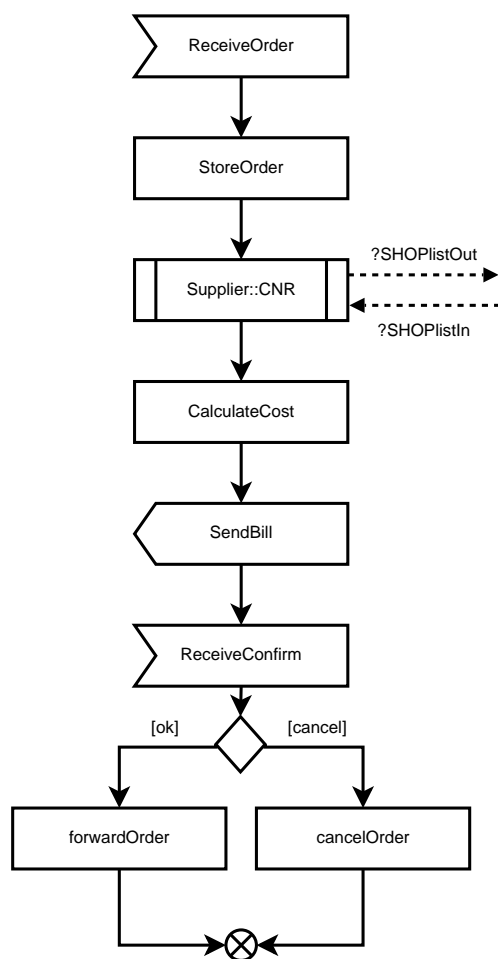 ReceiveOrder
StoreOrder
?SHOPlistOut
Supplier::CNR
?SHOPlistIn
CalculateCost
SendBill
ReceiveConfirm
[ok]
[cancel]
forwardOrder
cancelOrder